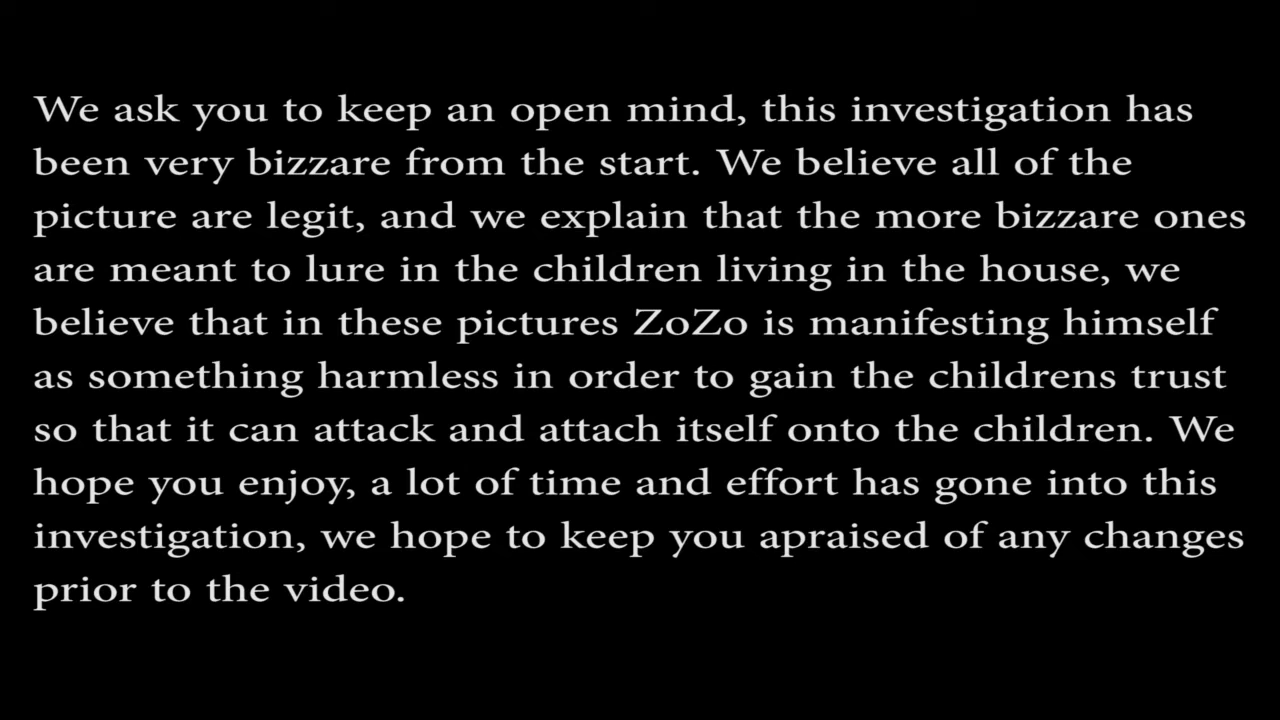 We ask you to keep an open mind, this investigation has
been very bizzare from the start. We believe all of the
picture are legit, and we explain that the more bizzare ones
are meant to lure in the children living in the house, we
believe that in these pictures ZoZo is manifesting himself
as something harmless in order to gain the childrens trust
so that it can attack and attach itself onto the children. We
hope you enjoy, a lot of time and effort has gone into this
investigation, we hope to keep you apraised of any changes
prior to the video.